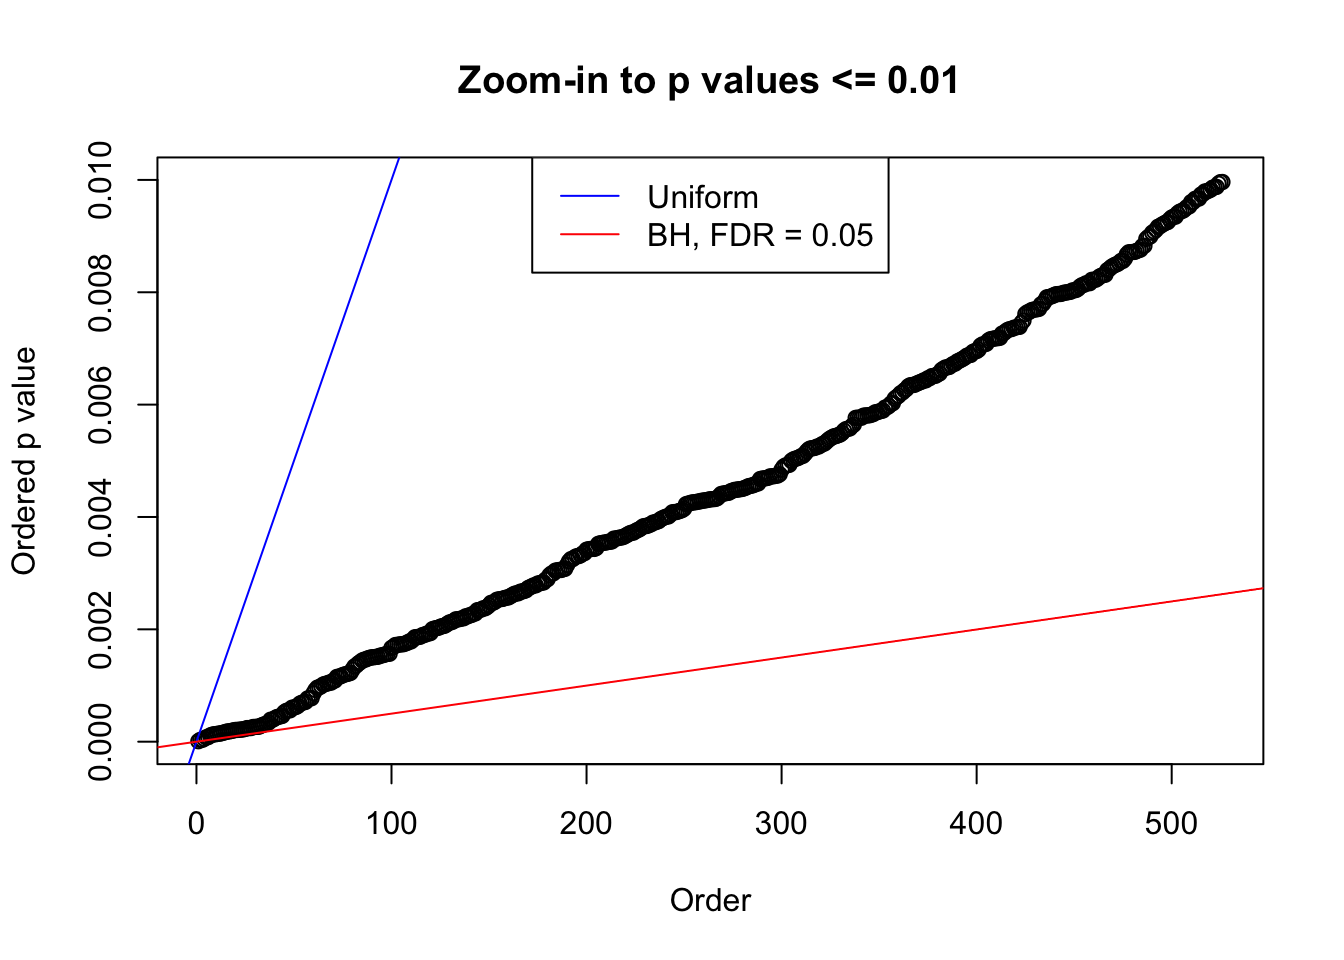 Zoom-in to p values <= 0.01
Uniform
BH, FDR = 0.05
Ordered p value
0.010
0.008
0.006
0.004
0.002
0.000
0 100 200 300 400 500
Order